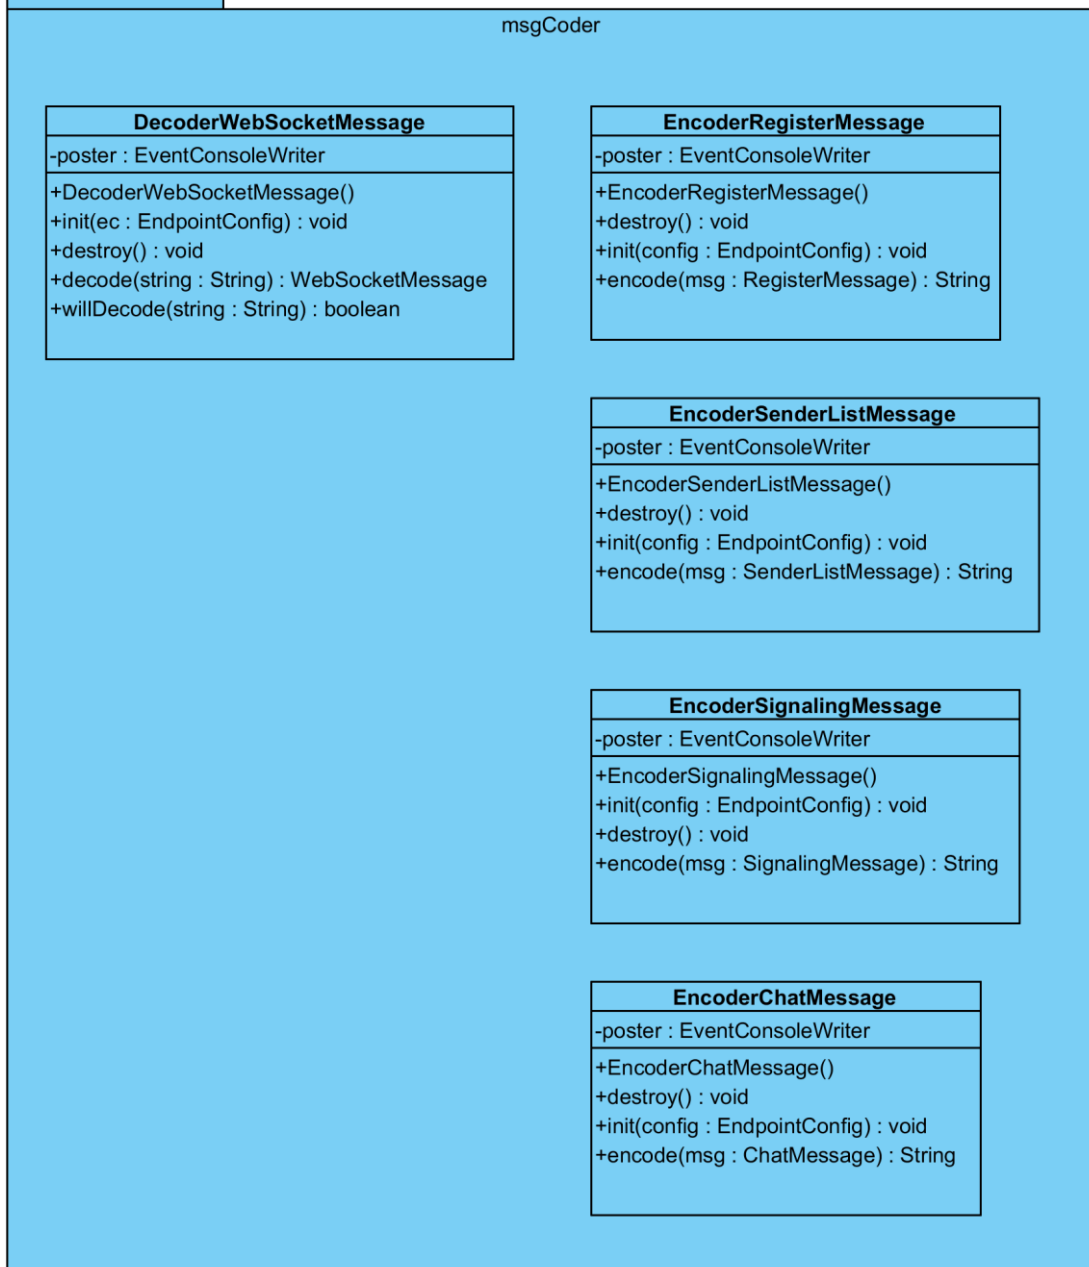 msgCoder
DecoderWebSocketMessage
-poster : EventConsoleWriter
+DecoderWebSocketMessage()
+init(ec : EndpointConfig) : void
+destroy() : void
+decode(string : String) : WebSocketMessage
+willDecode(string : String) : boolean
EncoderRegisterMessage
-poster : EventConsoleWriter
+EncoderRegisterMessage()
+destroy() : void
+init(config : EndpointConfig) : void
+encode(msg : RegisterMessage) : String
EncoderSenderListMessage
-poster : EventConsoleWriter
+EncoderSenderListMessage()
+destroy() : void
+init(config : EndpointConfig) : void
+encode(msg : SenderListMessage) : String
EncoderSignalingMessage
-poster : EventConsoleWriter
+EncoderSignalingMessage()
+init(config : EndpointConfig) : void
+destroy() : void
+encode(msg : SignalingMessage) : String
EncoderChatMessage
-poster : EventConsoleWriter
+EncoderChatMessage()
+destroy() : void
+init(config : EndpointConfig) : void
+encode(msg : ChatMessage) : String